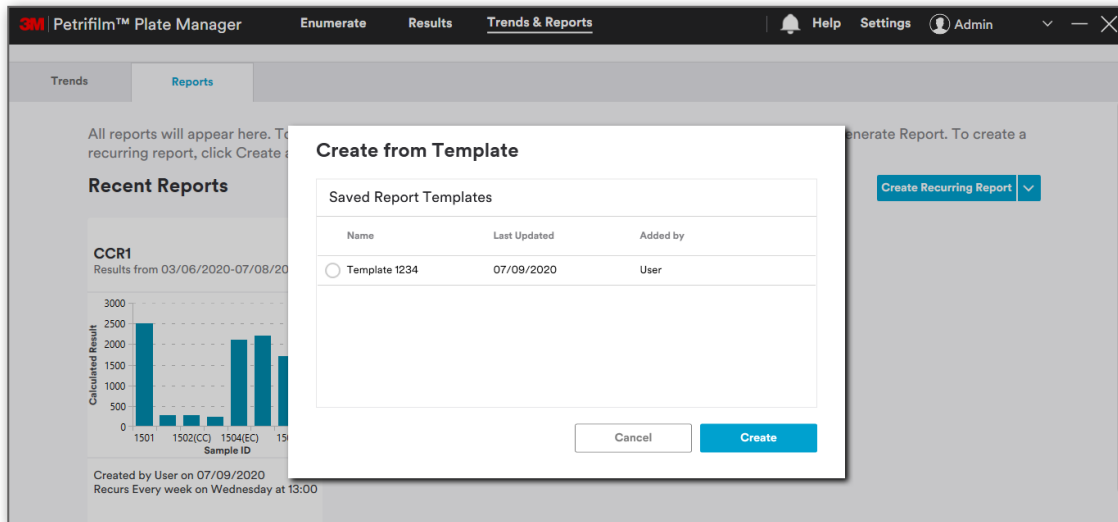 3M Petrifilm™ Plate Manager Enumerate Results Trends & Reports Help Settings Admin
Trends Reports
All reports will appear here. To enerate Report. To create a
recurring report, click Create a
Recent Reports
Create Recurring Report
CCR1
Results from 03/06/2020-07/08/20
3000
2500
2000
1500
1000
500
0
Calculated Result
1501 1502(CC) 1504(EC) 15
Sample ID
Created by User on 07/09/2020
Recurs Every week on Wednesday at 13:00
Create from Template
Saved Report Templates
Name Last Updated Added by
Template 1234 07/09/2020 User
Cancel Create